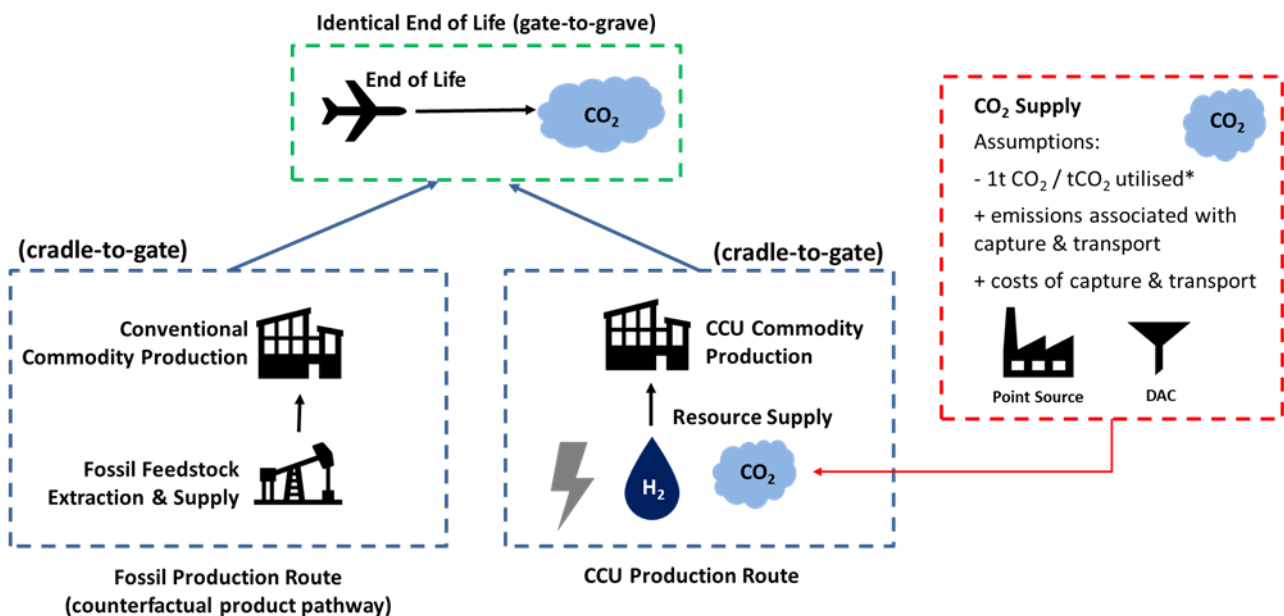 Identical End of Life (gate-to-grave)
End of Life
CO₂
(cradle-to-gate)
Conventional
Commodity Production
Fossil Feedstock
Extraction & Supply
Fossil Production Route
(counterfactual product pathway)
(cradle-to-gate)
CCU Commodity
Production
Resource Supply
H₂
CO₂
CCU Production Route
CO₂ Supply
CO₂
Assumptions:
- 1t CO₂ / tCO₂ utilised*
+ emissions associated with
capture & transport
+ costs of capture & transport
Point Source
DAC